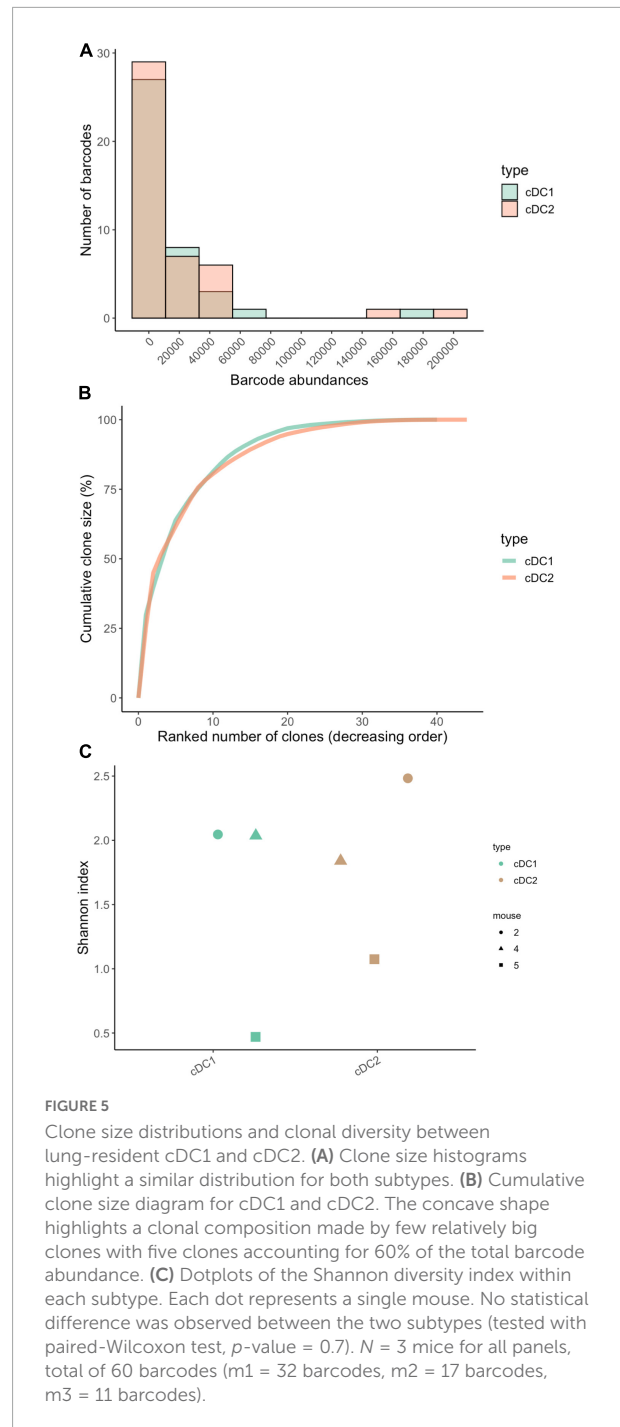 A
30
20
10
0
Number of barcodes
0
20000
40000
60000
80000
100000
120000
140000
160000
180000
200000
Barcode abundances
type
cDC1
cDC2
B
100
75
50
25
0
Cumulative clone size (%)
0
10
20
30
40
Ranked number of clones (decreasing order)
type
cDC1
cDC2
C
2.5
2.0
1.5
1.0
0.5
Shannon index
cDC1
cDC2
type
cDC1
cDC2
mouse
2
4
5
FIGURE 5
Clone size distributions and clonal diversity between
lung-resident cDC1 and cDC2. (A) Clone size histograms
highlight a similar distribution for both subtypes. (B) Cumulative
clone size diagram for cDC1 and cDC2. The concave shape
highlights a clonal composition made by few relatively big
clones with five clones accounting for 60% of the total barcode
abundance. (C) Dotplots of the Shannon diversity index within
each subtype. Each dot represents a single mouse. No statistical
difference was observed between the two subtypes (tested with
paired-Wilcoxon test, p-value = 0.7). N = 3 mice for all panels,
total of 60 barcodes (m1 = 32 barcodes, m2 = 17 barcodes,
m3 = 11 barcodes).